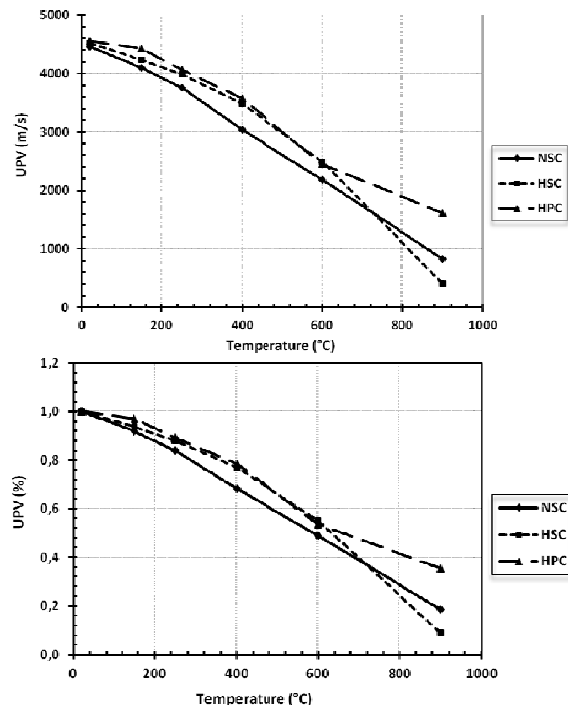 5000
4000
3000
2000
1000
0
UPV (m/s)
0 200 400 600 800 1000
Temperature (°C)
NSC
HSC
HPC
1,2
1,0
0,8
0,6
0,4
0,2
0,0
UPV (%)
0 200 400 600 800 1000
Temperature (°C)
NSC
HSC
HPC